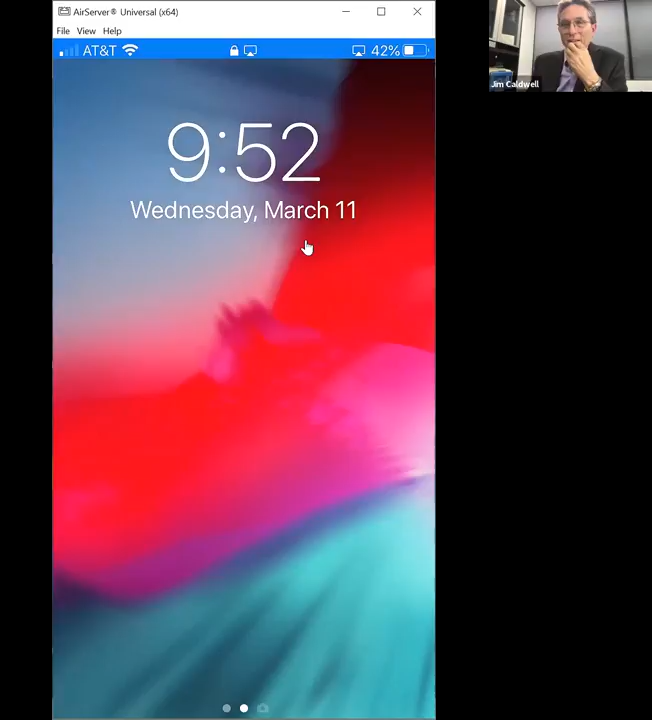 AirServer® Universal (x64)
File View Help
AT&T 42%
9:52
Wednesday, March 11
Jim Caldwell